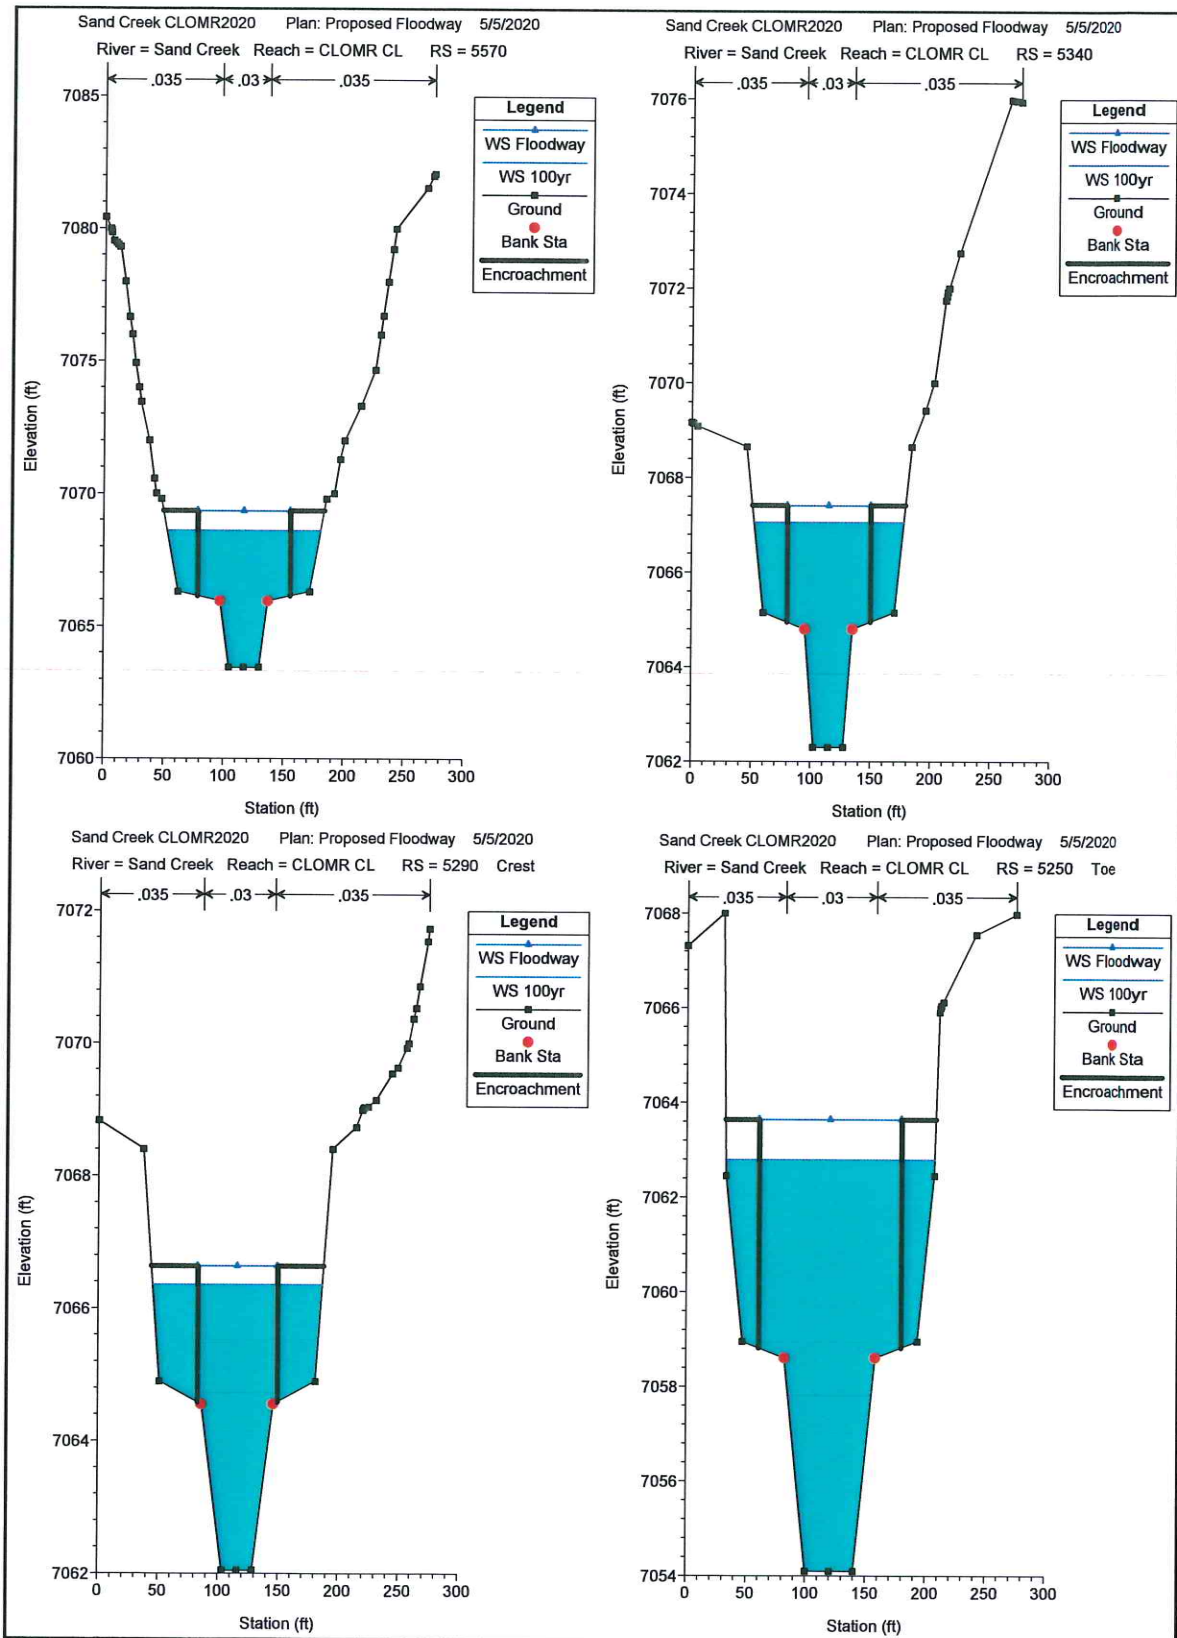 Sand Creek CLOMR2020 Plan: Proposed Floodway 5/5/2020
River = Sand Creek Reach = CLOMR CL RS = 5570
.035 .03 .035
Legend
WS Floodway
WS 100yr
Ground
Bank Sta
Encroachment
7085
7080
7075
7070
7065
7060
Elevation (ft)
0 50 100 150 200 250 300
Station (ft)
Sand Creek CLOMR2020 Plan: Proposed Floodway 5/5/2020
River = Sand Creek Reach = CLOMR CL RS = 5340
.035 .03 .035
Legend
WS Floodway
WS 100yr
Ground
Bank Sta
Encroachment
7076
7074
7072
7070
7068
7066
7064
7062
Elevation (ft)
0 50 100 150 200 250 300
Station (ft)
Sand Creek CLOMR2020 Plan: Proposed Floodway 5/5/2020
River = Sand Creek Reach = CLOMR CL RS = 5290 Crest
.035 .03 .035
Legend
WS Floodway
WS 100yr
Ground
Bank Sta
Encroachment
7072
7070
7068
7066
7064
7062
Elevation (ft)
0 50 100 150 200 250 300
Station (ft)
Sand Creek CLOMR2020 Plan: Proposed Floodway 5/5/2020
River = Sand Creek Reach = CLOMR CL RS = 5250 Toe
.035 .03 .035
Legend
WS Floodway
WS 100yr
Ground
Bank Sta
Encroachment
7068
7066
7064
7062
7060
7058
7056
7054
Elevation (ft)
0 50 100 150 200 250 300
Station (ft)